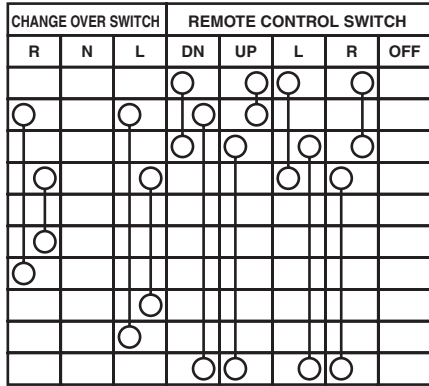 CHANGE OVER SWITCH REMOTE CONTROL SWITCH
R N L DN UP L R OFF